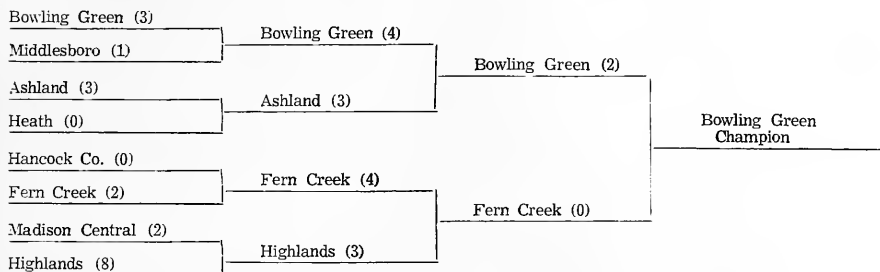 Bowling Green (3)
Middlesboro (1)
Ashland (3)
Heath (0)
Hancock Co. (0)
Fern Creek (2)
Madison Central (2)
Highlands (8)
Bowling Green (4)
Ashland (3)
Fern Creek (4)
Highlands (3)
Bowling Green (2)
Fern Creek (0)
Bowling Green
Champion